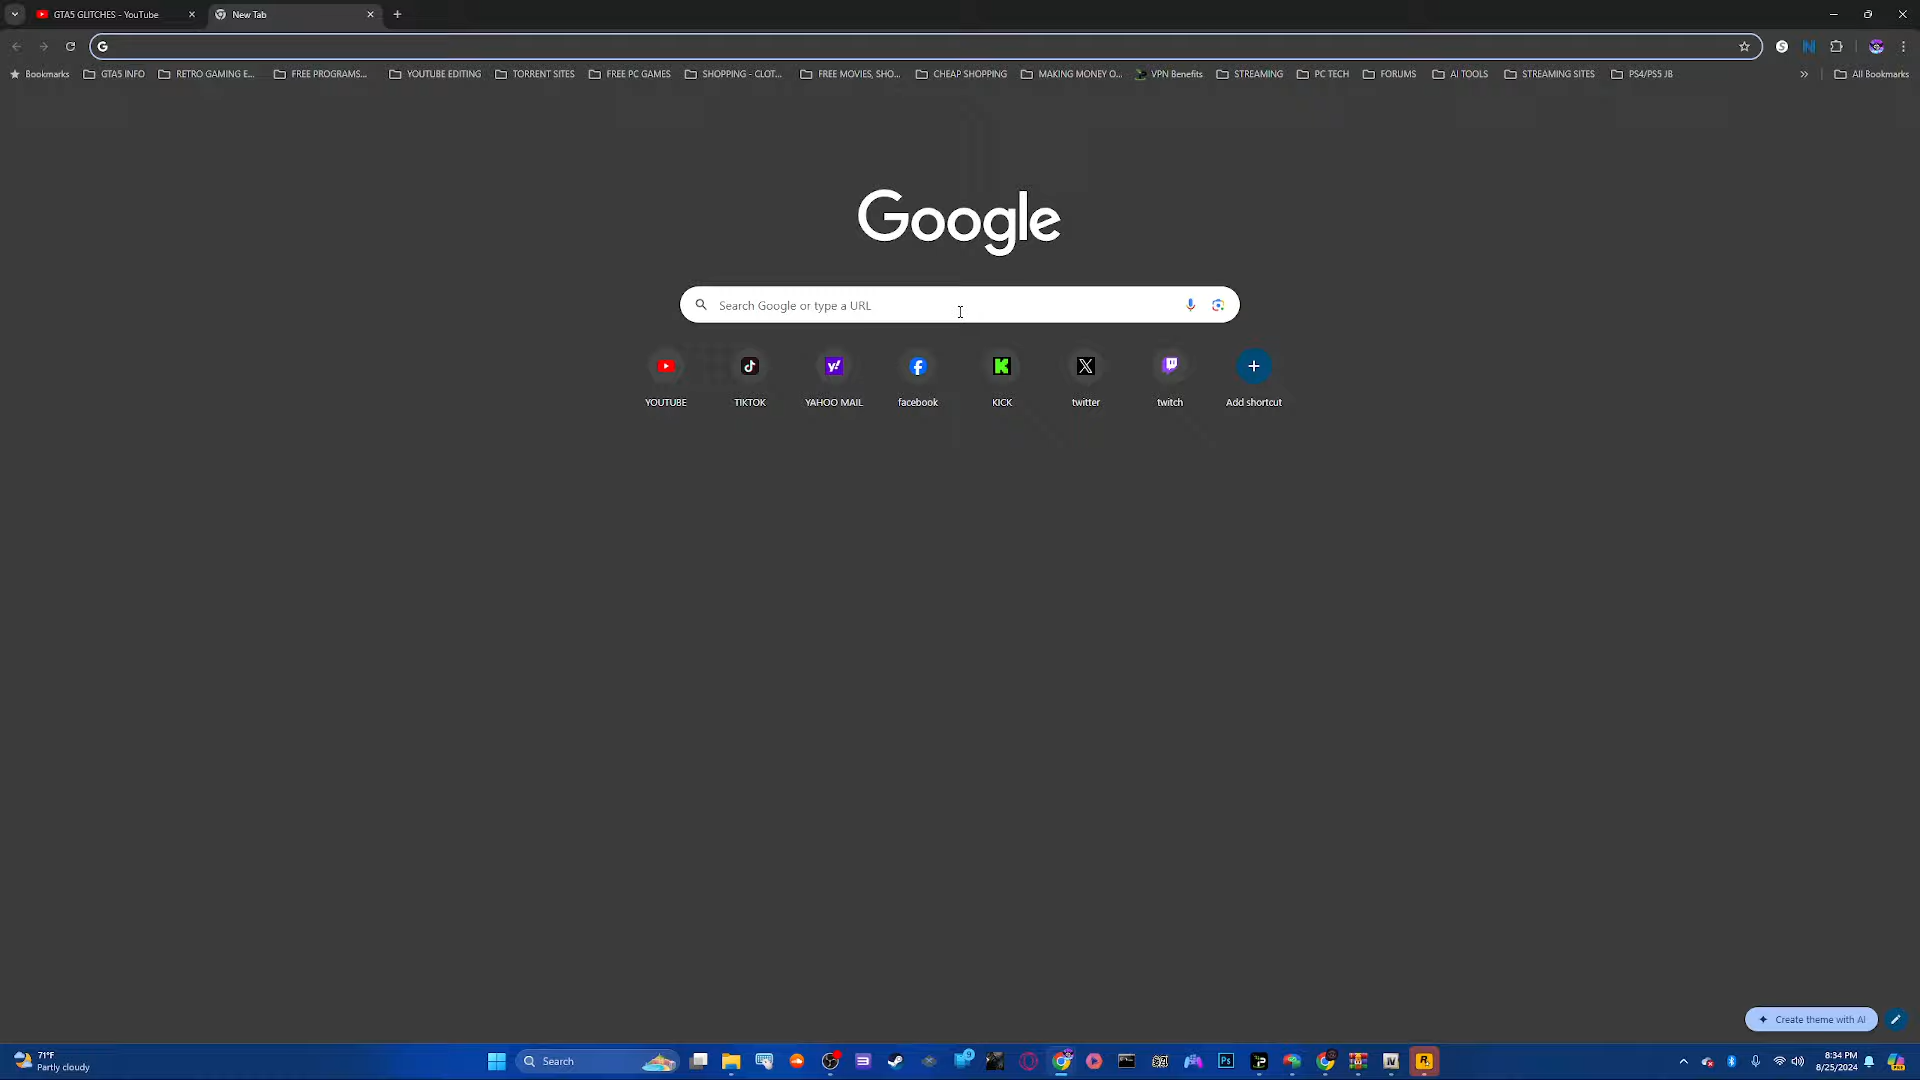 GTA5 GLITCHES - YouTube
New Tab
Bookmarks
GTA5 INFO
RETRO GAMING E...
FREE PROGRAMS...
YOUTUBE EDITING
TORRENT SITES
FREE PC GAMES
SHOPPING - CLOT...
FREE MOVIES, SHO...
CHEAP SHOPPING
MAKING MONEY O...
VPN Benefits
STREAMING
PC TECH
FORUMS
AI TOOLS
STREAMING SITES
PS4/PS5 JB
All Bookmarks
Google
Search Google or type a URL
YOUTUBE
TIKTOK
YAHOO MAIL
facebook
KICK
twitter
twitch
Add shortcut
Create theme with AI
71°F
Partly cloudy
Search
9
8:34 PM
8/25/2024